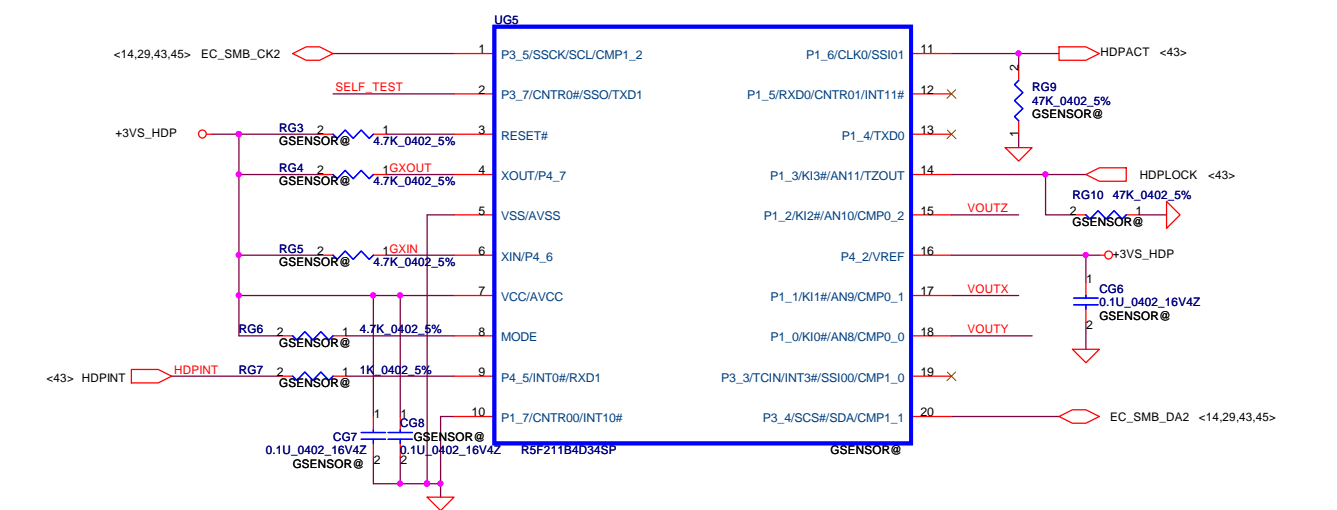 UG5
<14,29,43,45> EC_SMB_CK2
1 P3_5/SSCK/SCL/CMP1_2
P1_6/CLK0/SSI01 11
HDPACT <43>
SELF_TEST
2 P3_7/CNTR0#/SSO/TXD1
P1_5/RXD0/CNTR01/INT11# 12
2
RG9
47K_0402_5%
GSENSOR@
1
+3VS_HDP
RG3 2 1
GSENSOR@ 4.7K_0402_5%
3 RESET#
P1_4/TXD0 13
RG4 2 1 GXOUT
GSENSOR@ 4.7K_0402_5%
4 XOUT/P4_7
P1_3/KI3#/AN11/TZOUT 14
HDPLOCK <43>
RG10 47K_0402_5%
2 1
GSENSOR@
5 VSS/AVSS
P1_2/KI2#/AN10/CMP0_2 15 VOUTZ
RG5 2 1 GXIN
GSENSOR@ 4.7K_0402_5%
6 XIN/P4_6
P4_2/VREF 16
+3VS_HDP
1
CG6
0.1U_0402_16V4Z
GSENSOR@
2
7 VCC/AVCC
P1_1/KI1#/AN9/CMP0_1 17 VOUTX
RG6 2 1 4.7K_0402_5%
GSENSOR@
8 MODE
P1_0/KI0#/AN8/CMP0_0 18 VOUTY
<43> HDPINT HDPINT
RG7 2 1 1K_0402_5%
GSENSOR@
9 P4_5/INT0#/RXD1
P3_3/TCIN/INT3#/SSI00/CMP1_0 19
10 P1_7/CNTR00/INT10#
P3_4/SCS#/SDA/CMP1_1 20
EC_SMB_DA2 <14,29,43,45>
1 1
CG8
CG7 GSENSOR@
0.1U_0402_16V4Z 0.1U_0402_16V4Z
GSENSOR@ 2 2
R5F211B4D34SP
GSENSOR@